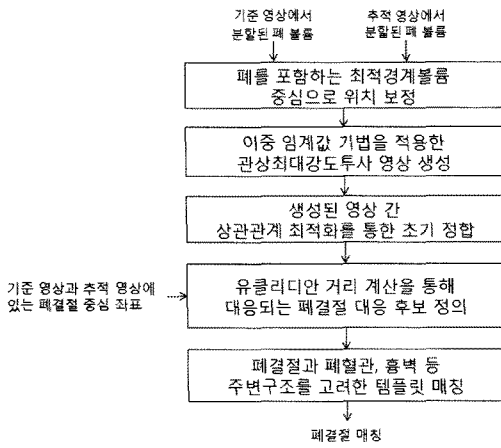 기준 영상에서
분할된 폐 볼륨
추적 영상에서
분할된 폐 볼륨
폐를 포함하는 최적경계볼륨
중심으로 위치 보정
이중 임계값 기법을 적용한
관상최대강도투사 영상 생성
생성된 영상 간
상관관계 최적화를 통한 초기 정합
기준 영상과 추적 영상에
있는 폐결절 중심 좌표
유클리디안 거리 계산을 통해
대응되는 폐결절 대응 후보 정의
폐결절과 폐혈관, 흉벽 등
주변구조를 고려한 템플릿 매칭
폐결절 매칭